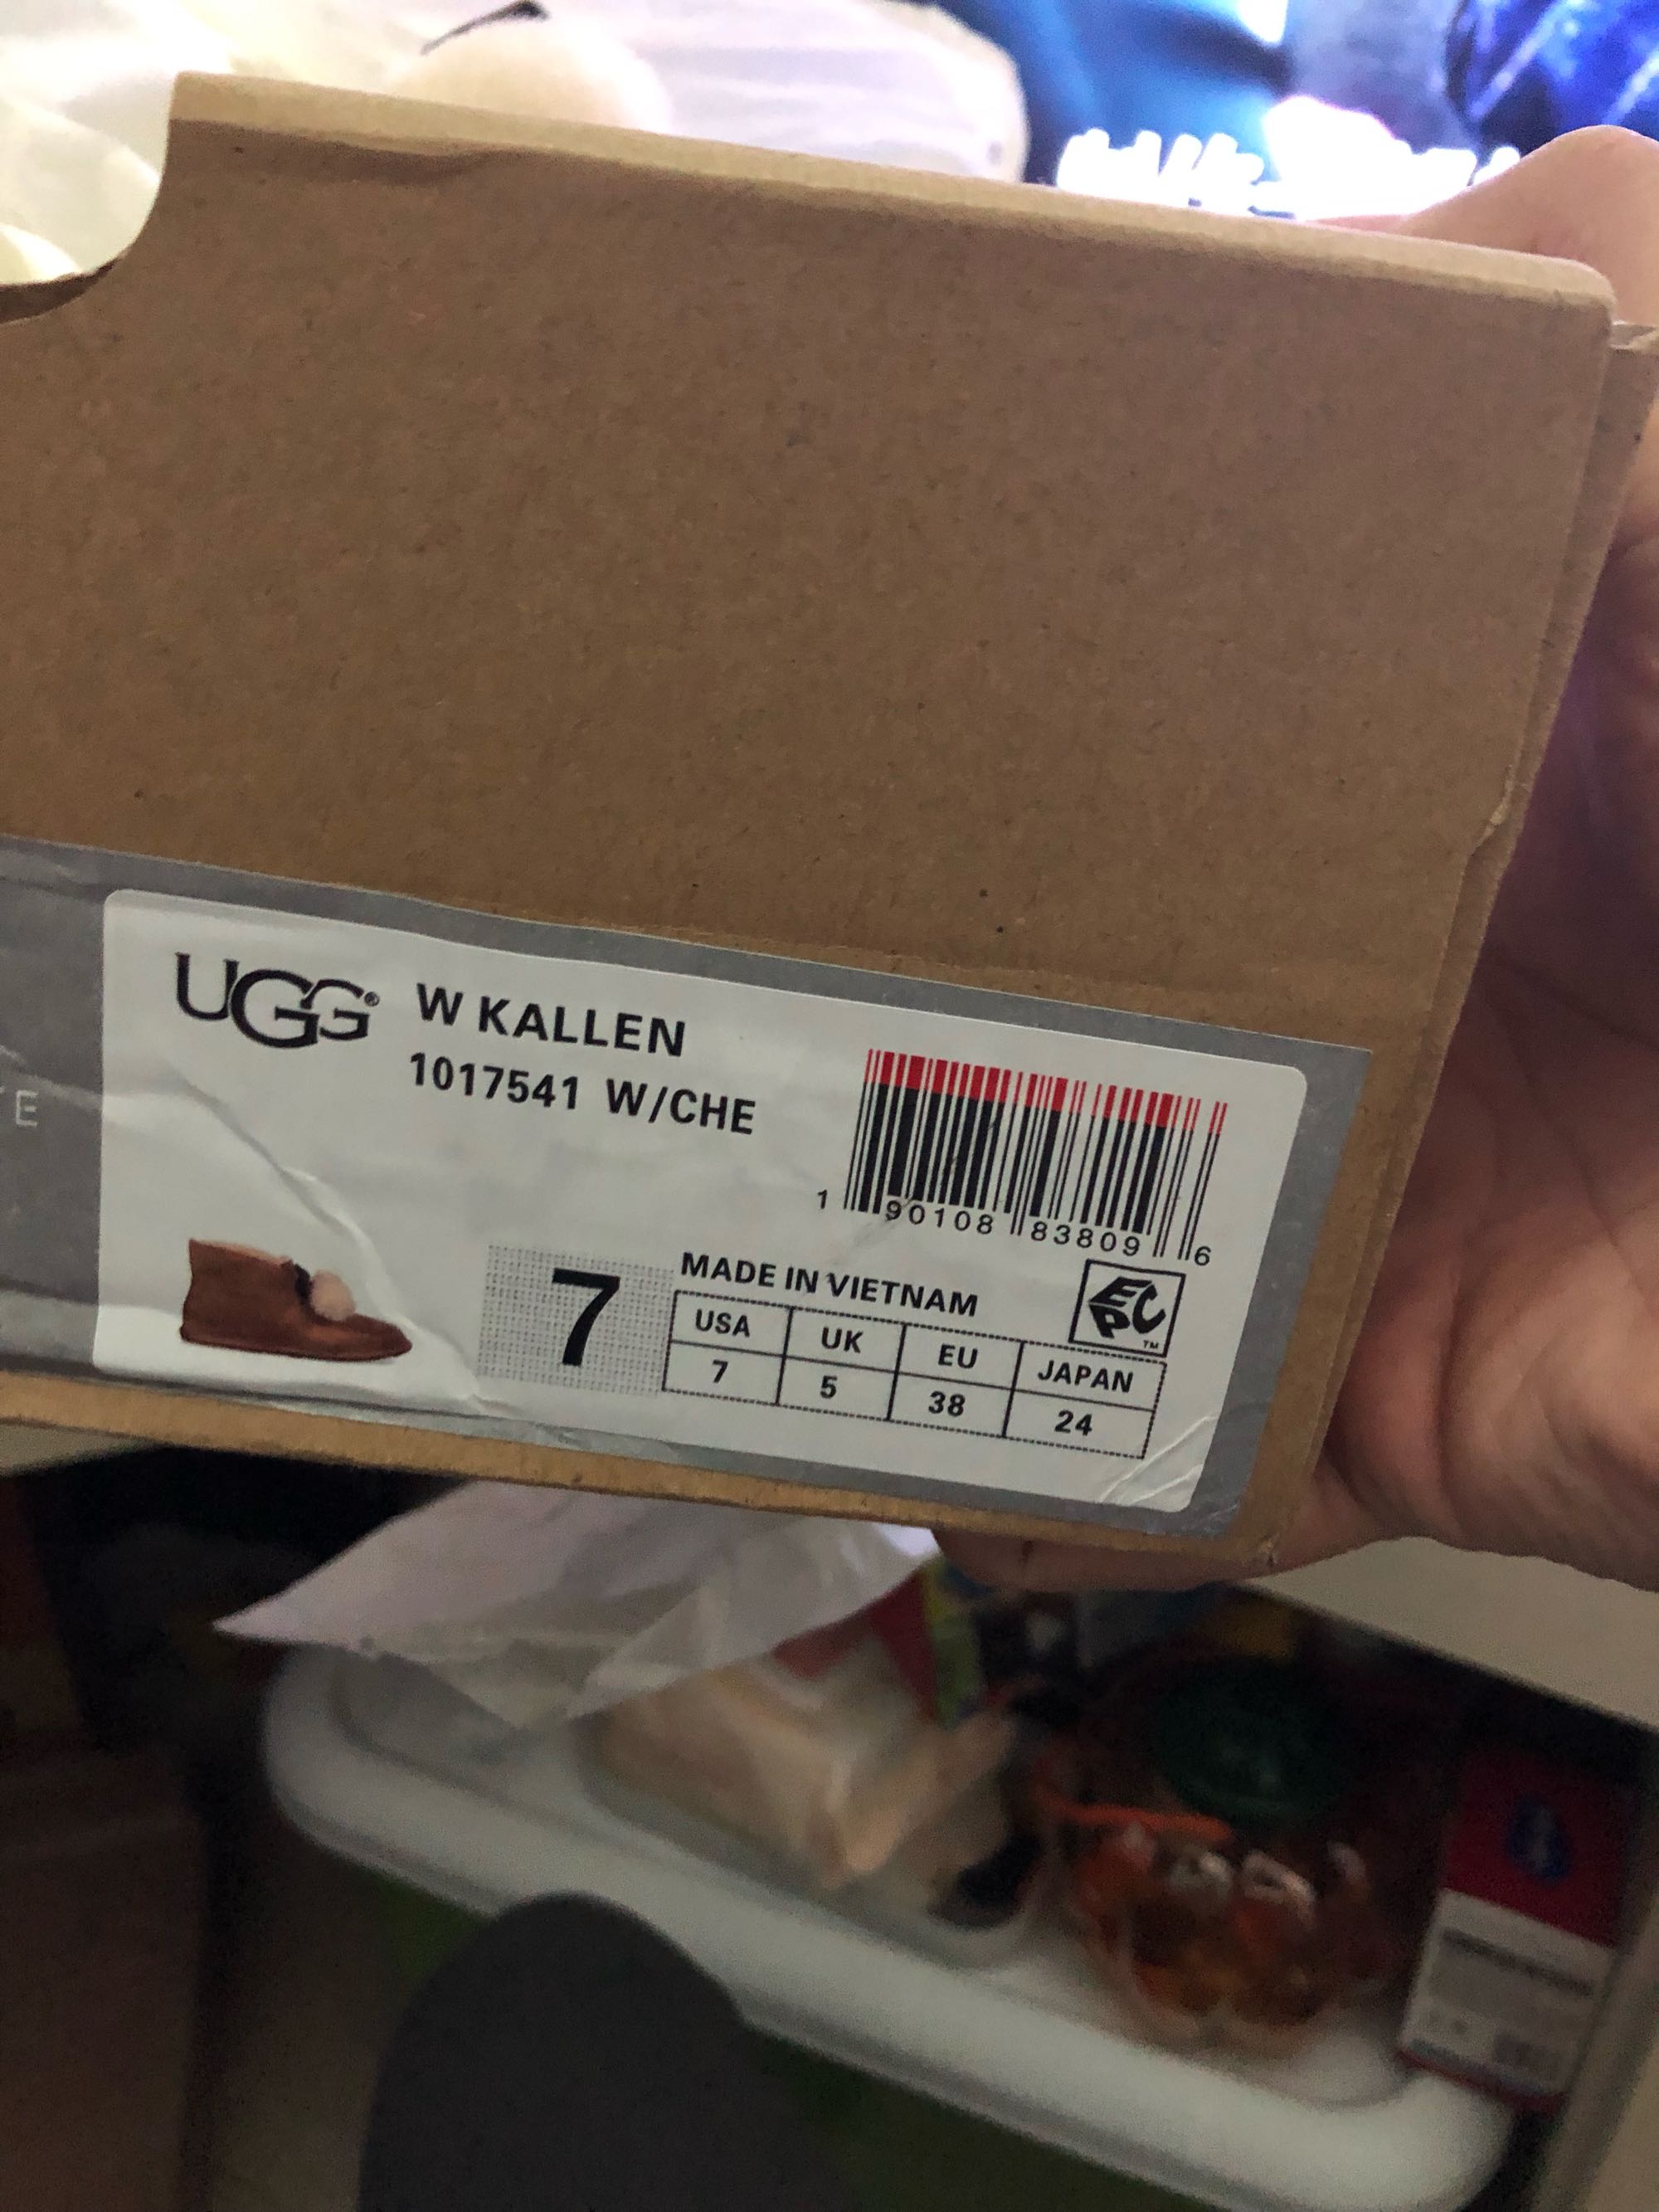 UGG® W KALLEN
1017541 W/CHE
1 90108 83809 6
E
7
MADE IN VIETNAM
EPC™
USA UK EU JAPAN
7 5 38 24